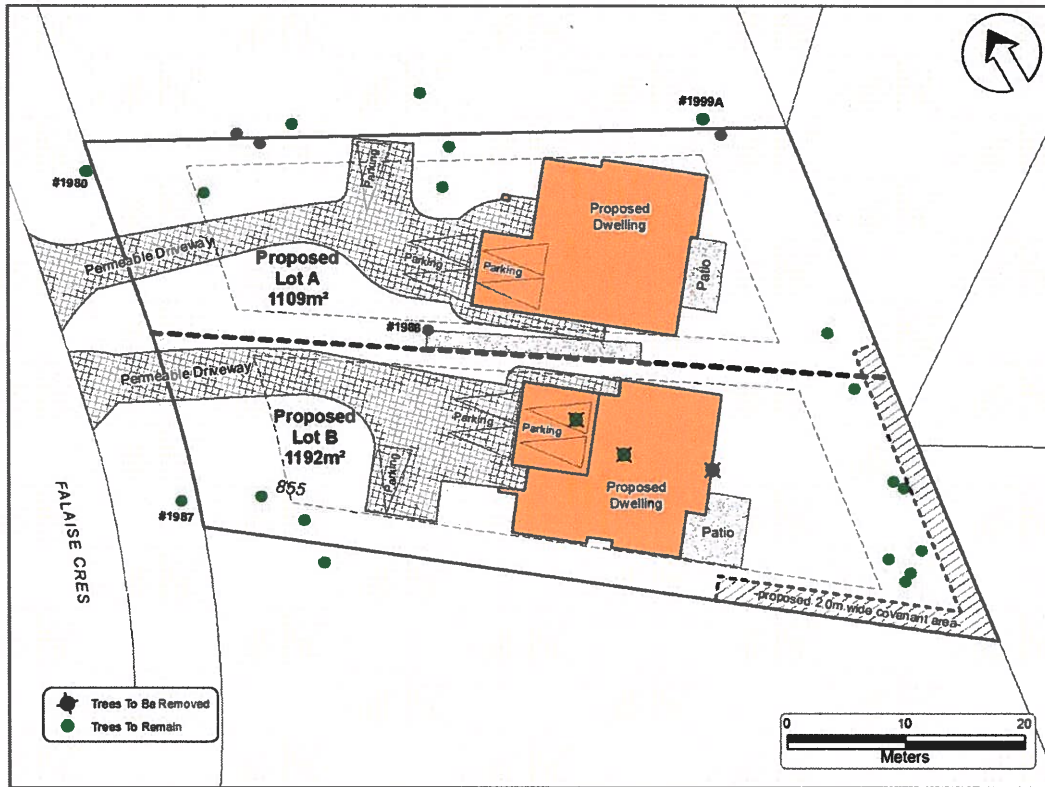 #1999A
#1980
Parking
Proposed
Dwelling
Permeable Driveway
Proposed
Lot A
1109m²
Parking
Parking
Patio
#1988
Permeable Driveway
Proposed
Lot B
1192m²
Parking
Parking
Parking
865
Proposed
Dwelling
Patio
#1987
FALAISE CRES
-proposed 2.0m wide covenant area-
Trees To Be Removed
Trees To Remain
0 10 20
Meters